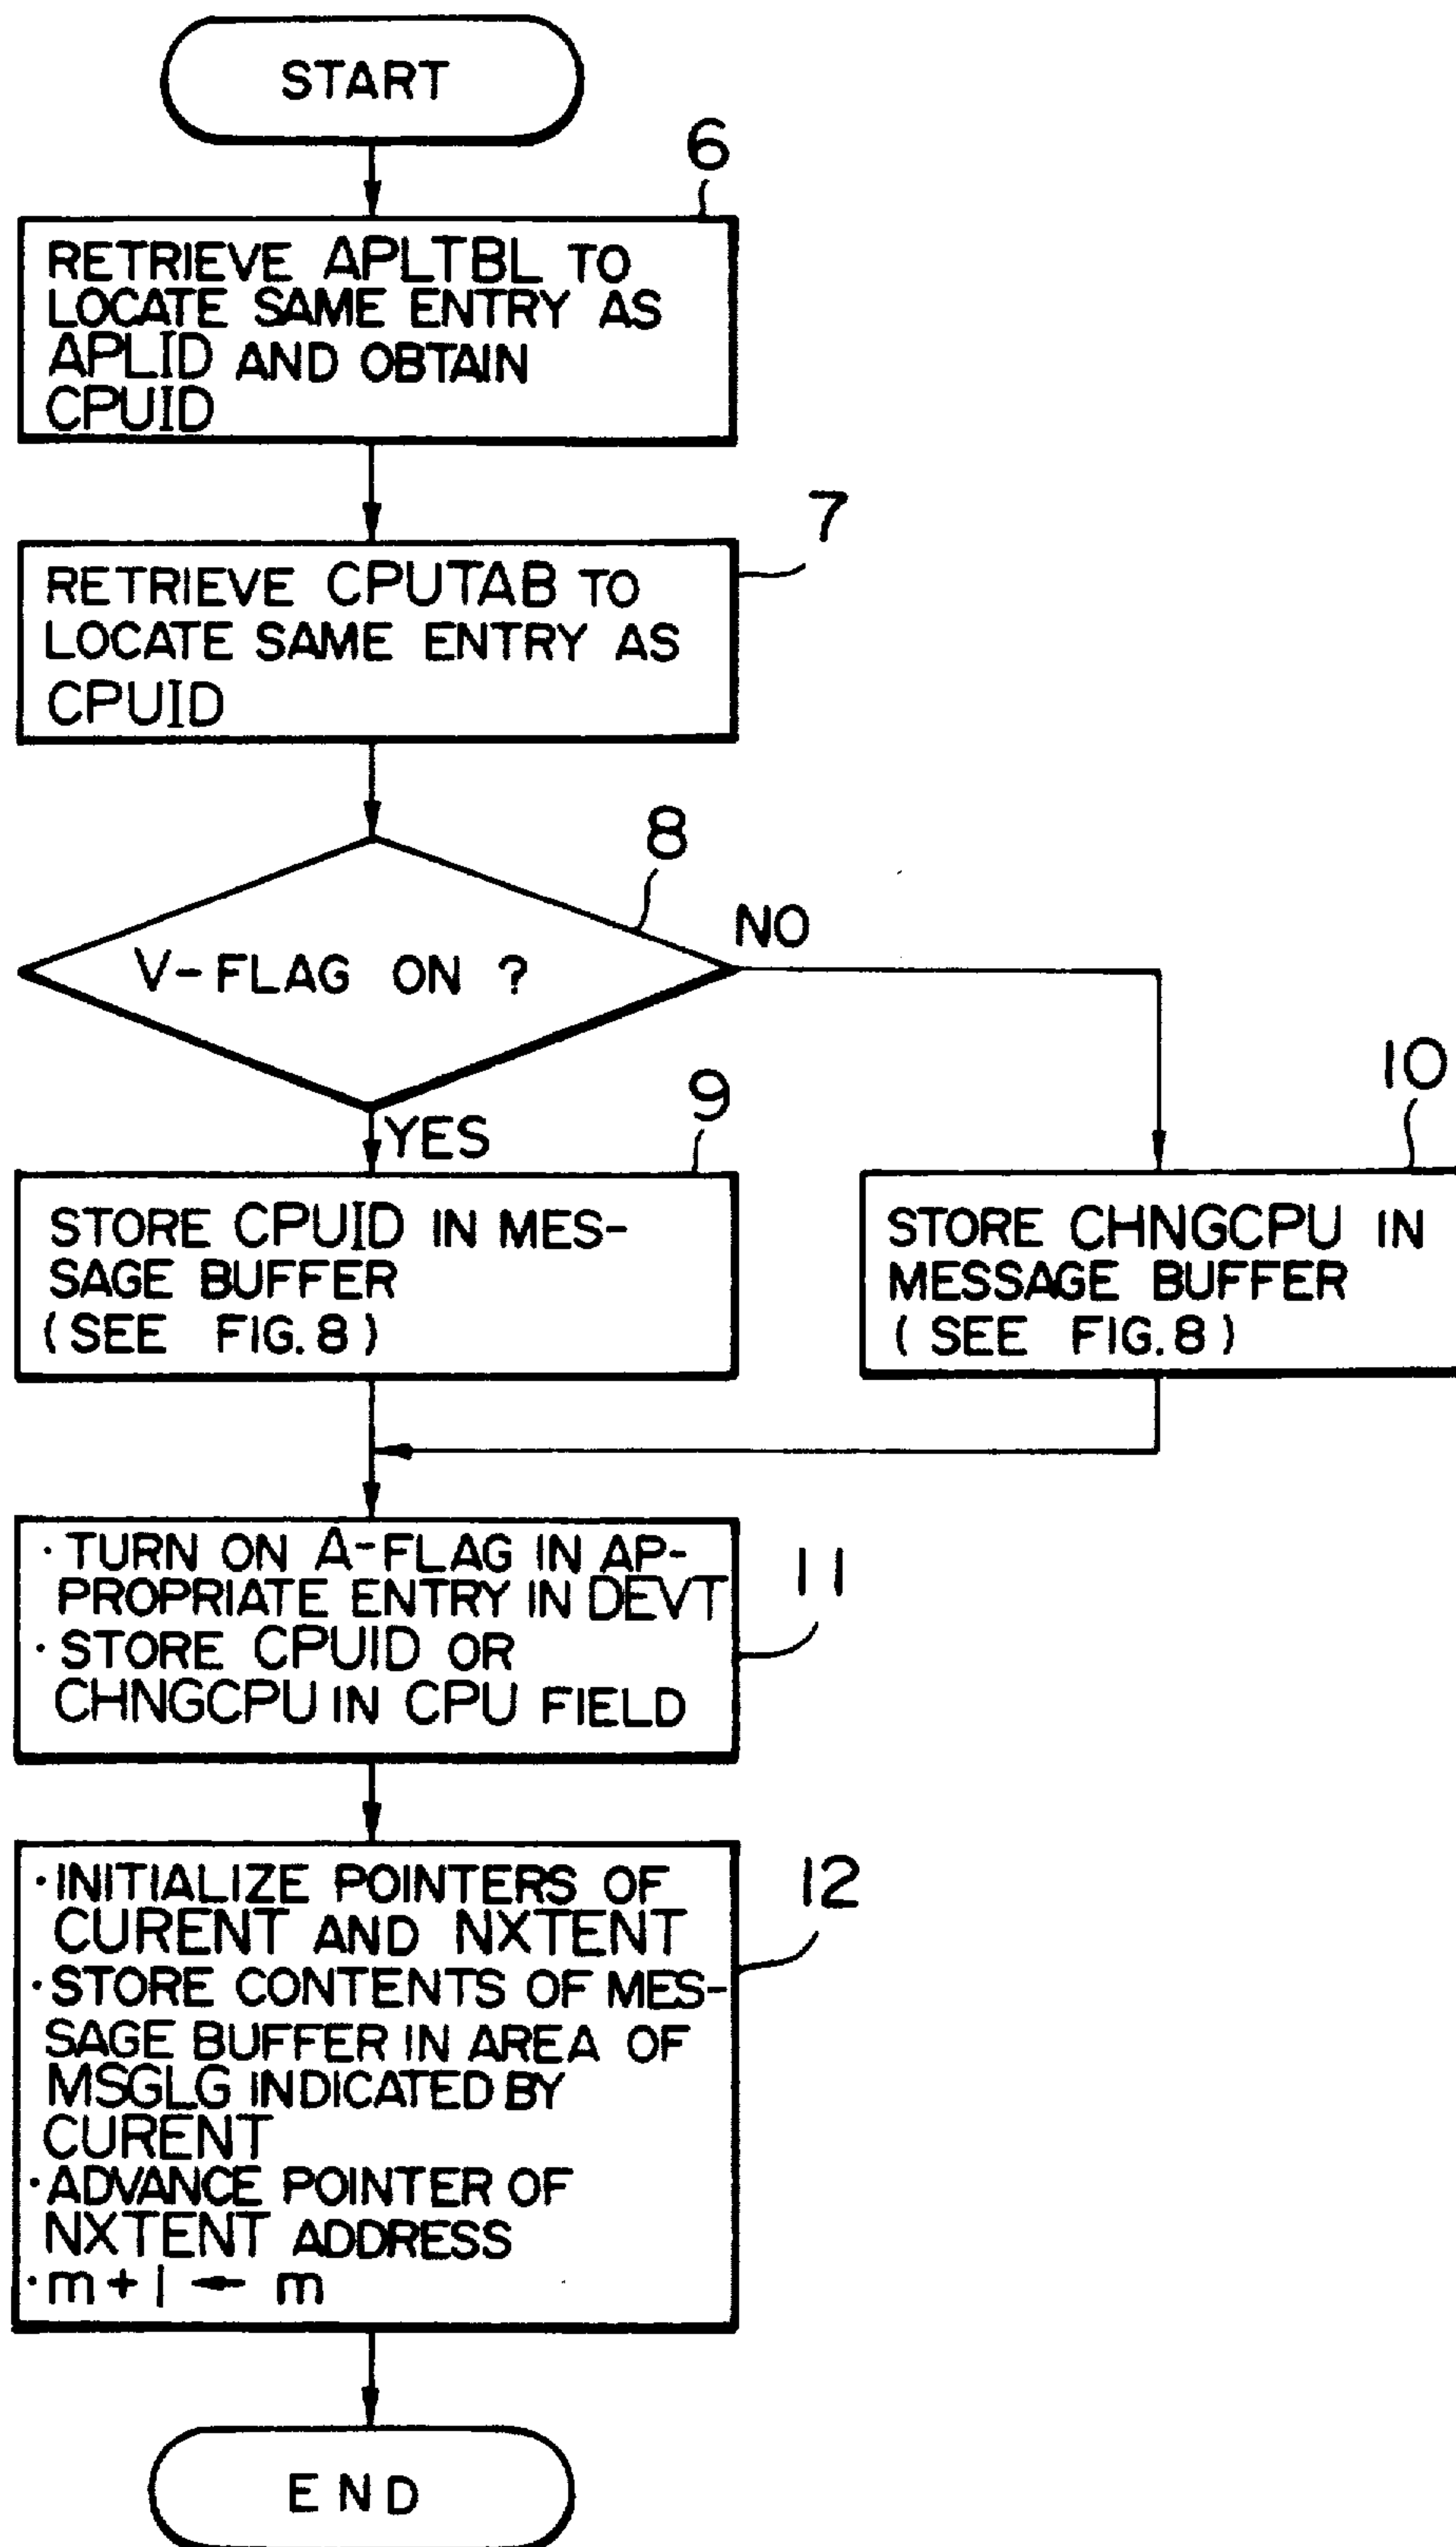 START
6
RETRIEVE APLTBL TO
LOCATE SAME ENTRY AS
APLID AND OBTAIN
CPUID
7
RETRIEVE CPUTAB TO
LOCATE SAME ENTRY AS
CPUID
8
V-FLAG ON ?
NO
YES
9
STORE CPUID IN MES-
SAGE BUFFER
(SEE FIG. 8)
10
STORE CHNGCPU IN
MESSAGE BUFFER
(SEE FIG. 8)
11
· TURN ON A-FLAG IN AP-
PROPRIATE ENTRY IN DEVT
· STORE CPUID OR
CHNGCPU IN CPU FIELD
12
· INITIALIZE POINTERS OF
CURENT AND NXTENT
· STORE CONTENTS OF MES-
SAGE BUFFER IN AREA OF
MSGLG INDICATED BY
CURENT
· ADVANCE POINTER OF
NXTENT ADDRESS
· m + 1 ← m
END